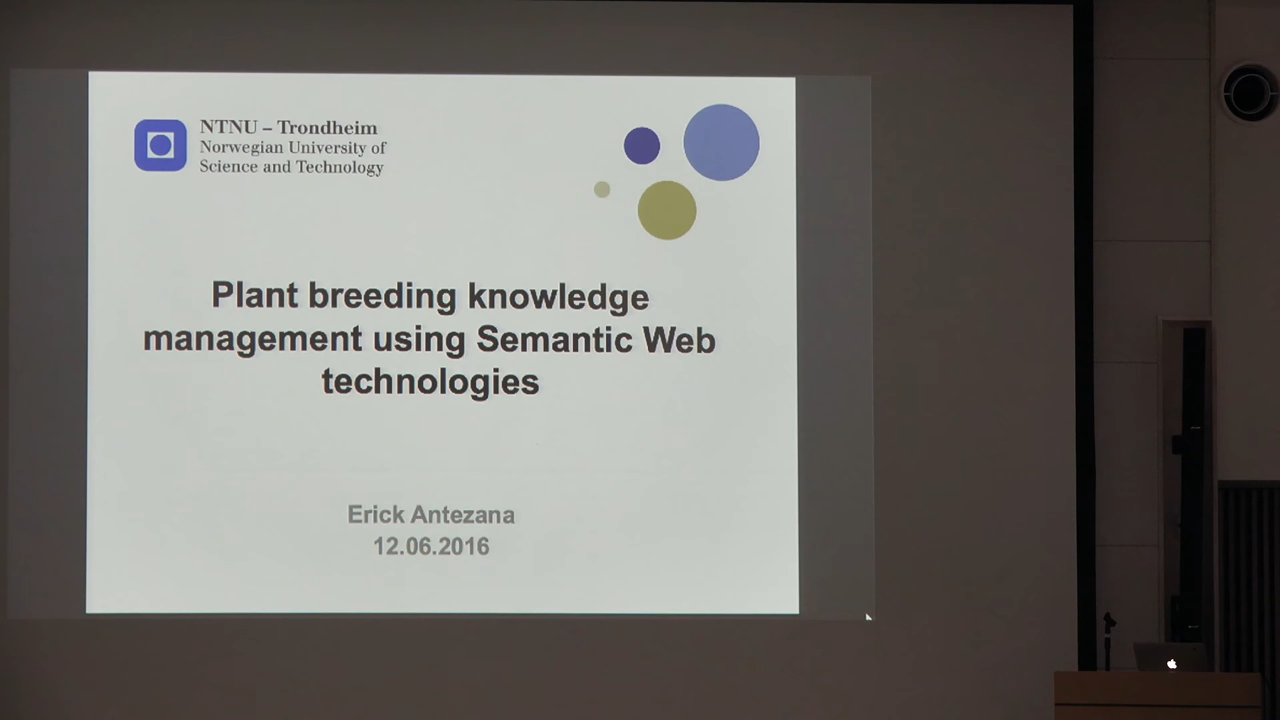 NTNU – Trondheim
Norwegian University of
Science and Technology
Plant breeding knowledge
management using Semantic Web
technologies
Erick Antezana
12.06.2016